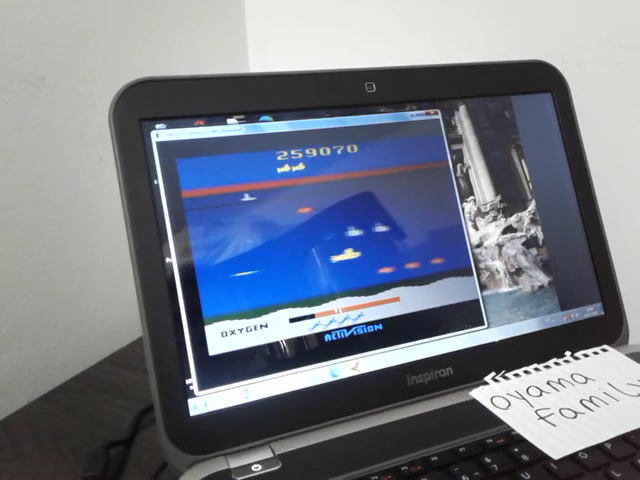 259070
OXYGEN
ACTIVISION
inspiron
oyama
family